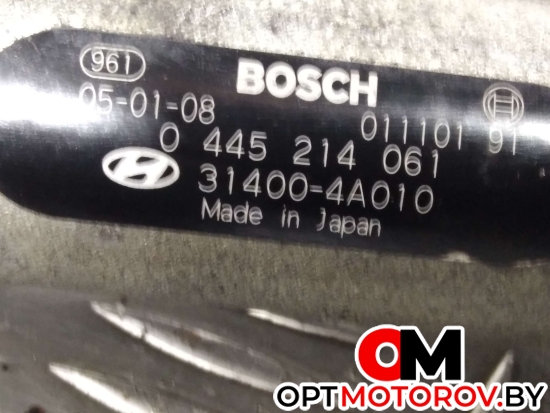 961 BOSCH
05-01-08 011101 91
0 445 214 061
31400-4A010
Made in Japan
OM
OPTMOTOROV.BY